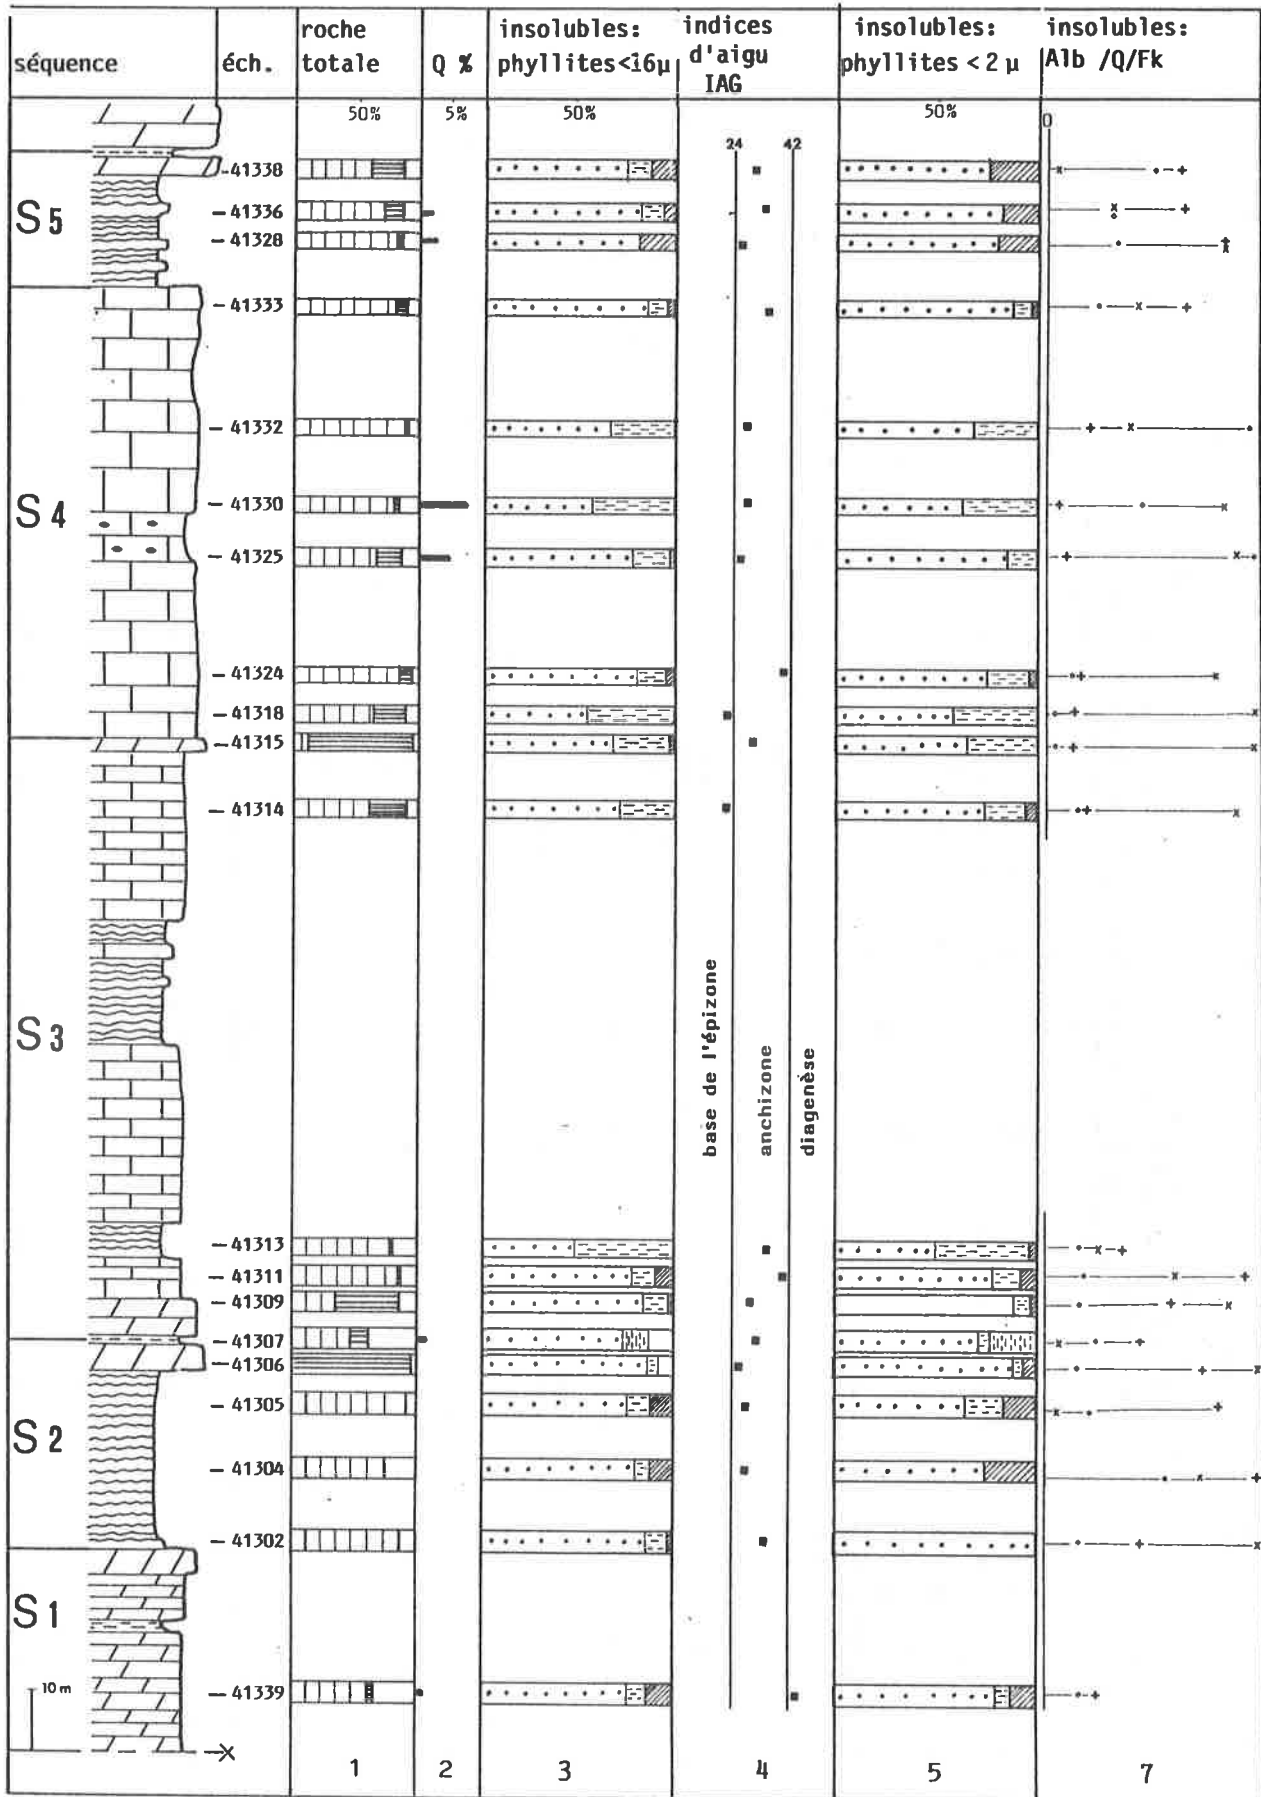 séquence
éch.
roche
totale
Q %
insolubles:
phyllites<16µ
indices
d'aigu
IAG
insolubles:
phyllites < 2 µ
insolubles:
Alb /Q/Fk
50%
5%
50%
50%
0
24
42
S5
41338
41336
41328
S4
41333
41332
41330
41325
41324
41318
S3
41315
41314
base de l'épizone
anchizone
diagenèse
41313
41311
41309
41307
S2
41306
41305
41304
41302
S1
41339
10 m
X
1
2
3
4
5
7